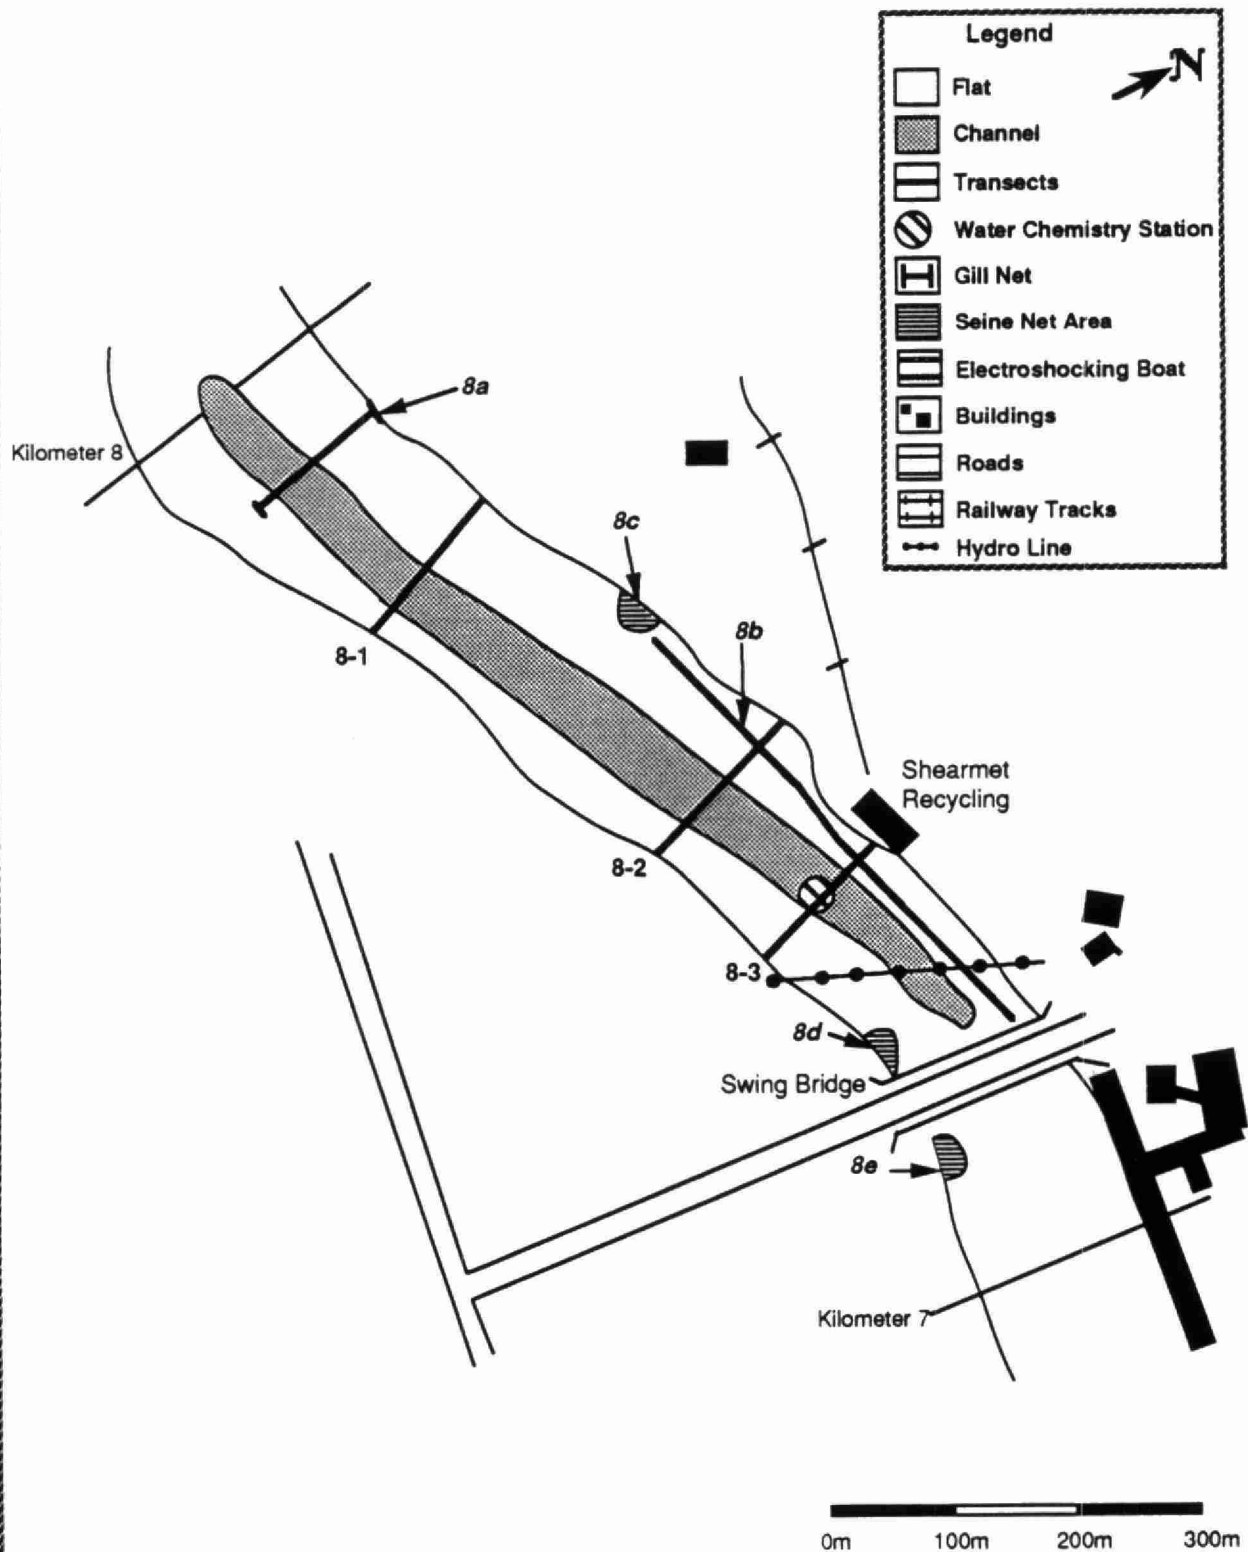 Legend
N
Flat
Channel
Transects
Water Chemistry Station
Gill Net
Seine Net Area
Electroshocking Boat
Buildings
Roads
Railway Tracks
Hydro Line
8a
Kilometer 8
8c
8b
8-1
Shearmet
Recycling
8-2
8-3
8d
Swing Bridge
8e
Kilometer 7
0m 100m 200m 300m